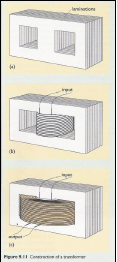 laminations
(a)
input
(b)
input
output
(c)
Figure 9.11 Construction of a transformer